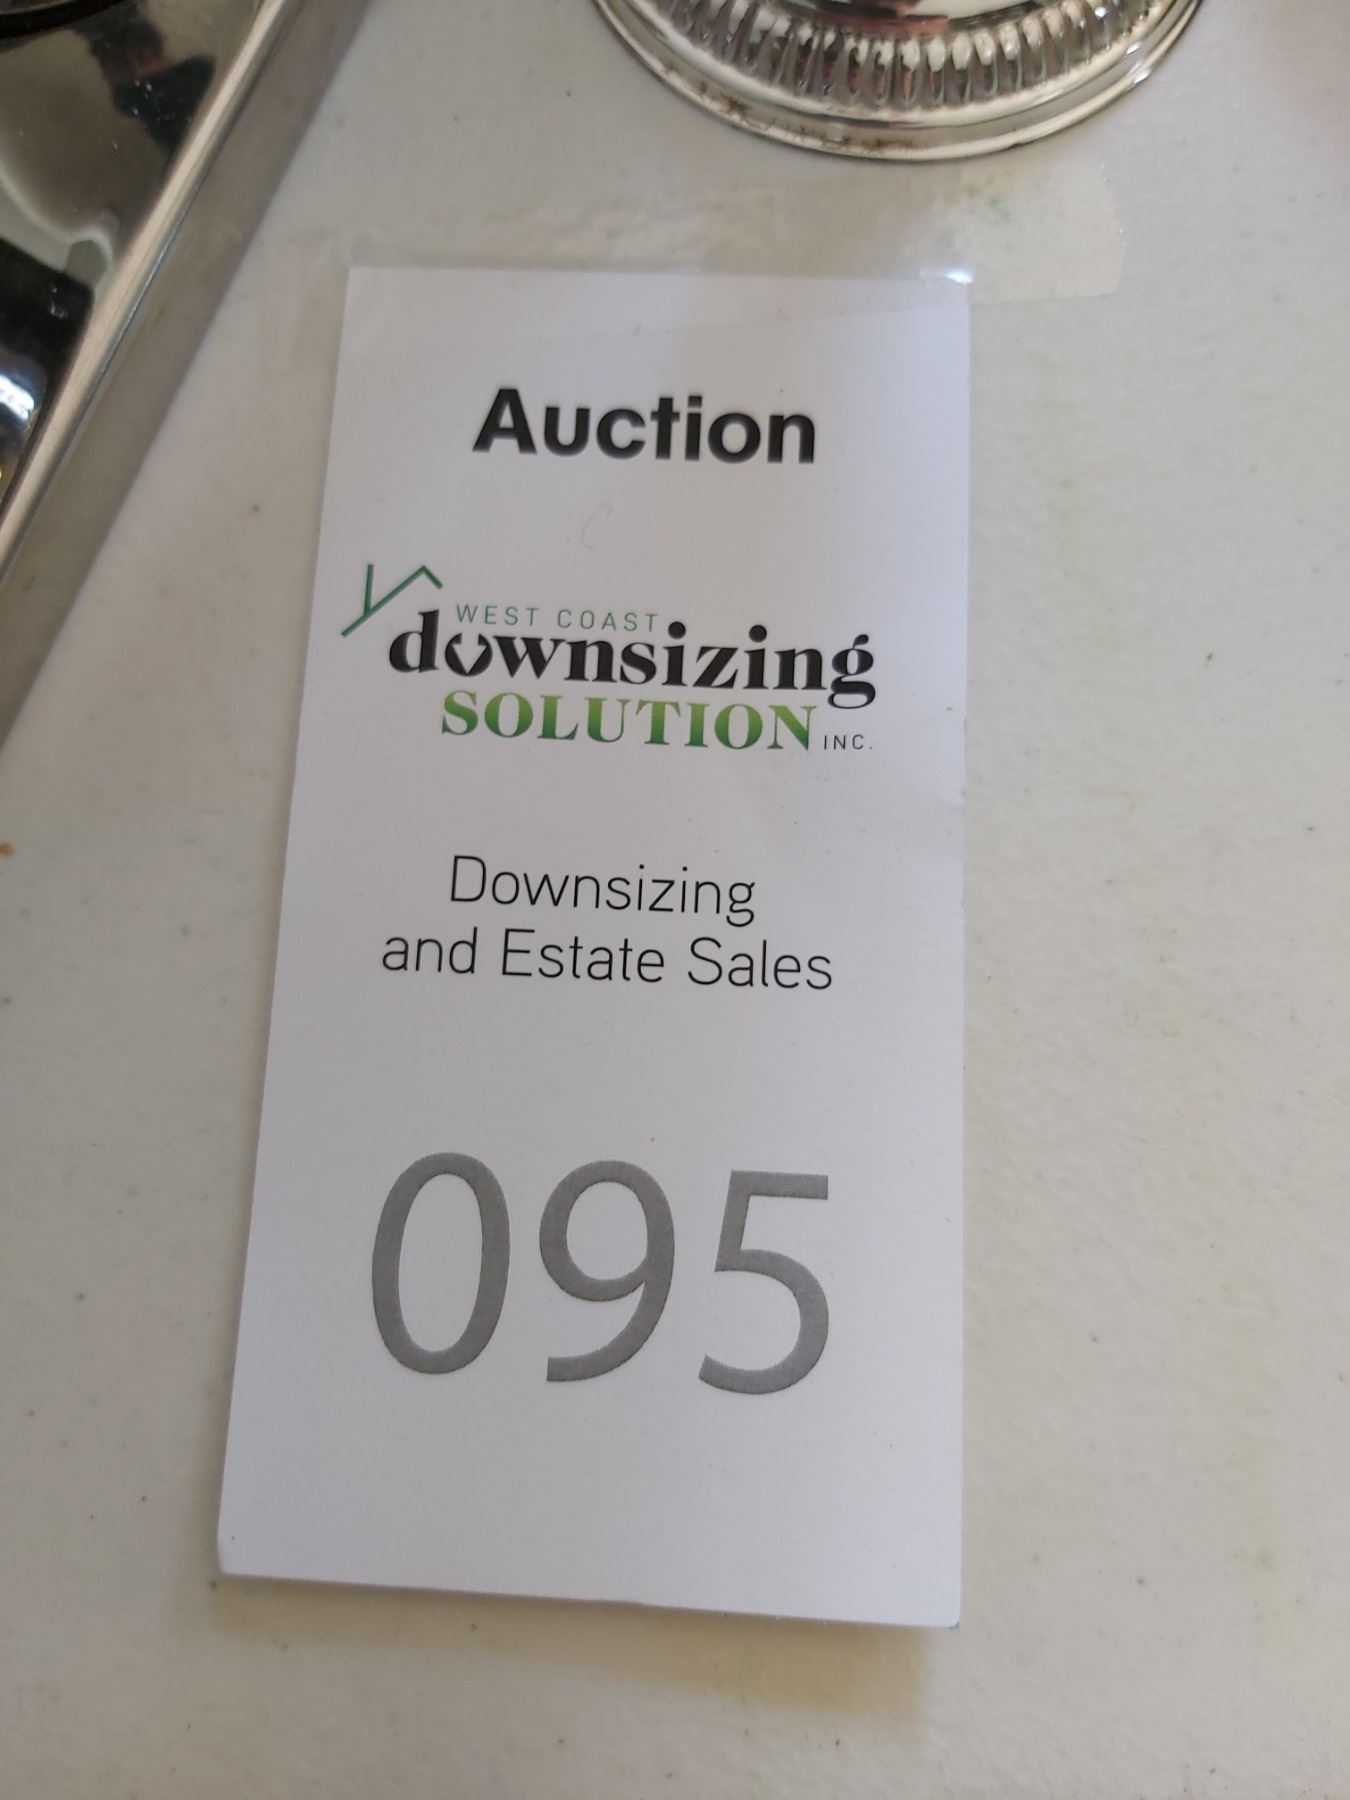 Auction
WEST COAST
downsizing
SOLUTION INC.
Downsizing
and Estate Sales
095